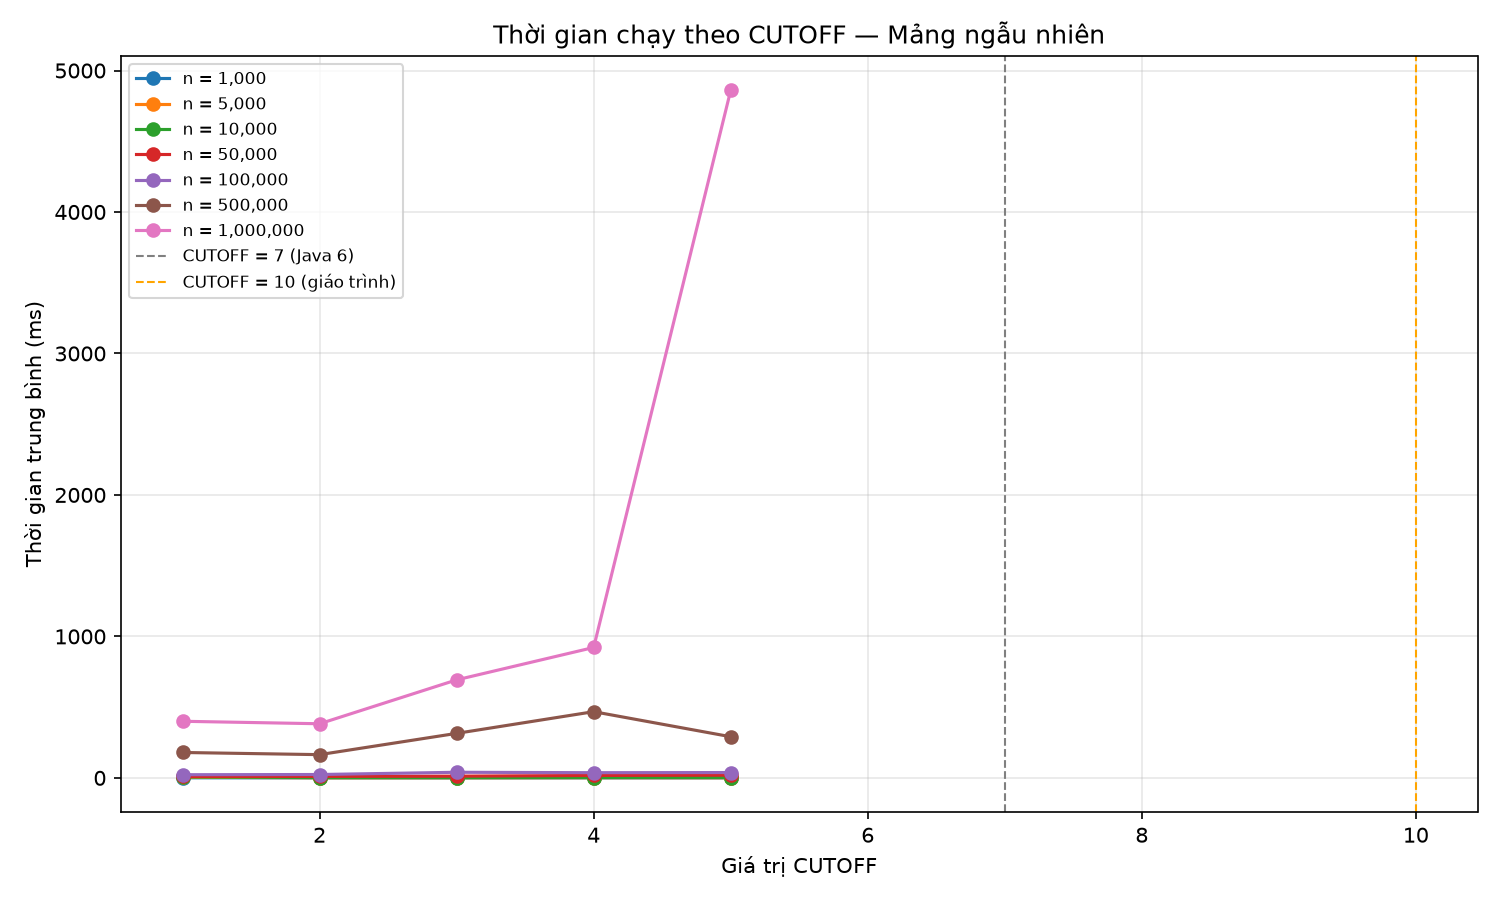 Thời gian chạy theo CUTOFF — Mảng ngẫu nhiên
5000
4000
3000
2000
1000
0
Thời gian trung bình (ms)
n = 1,000
n = 5,000
n = 10,000
n = 50,000
n = 100,000
n = 500,000
n = 1,000,000
CUTOFF = 7 (Java 6)
CUTOFF = 10 (giáo trình)
2
4
6
8
10
Giá trị CUTOFF